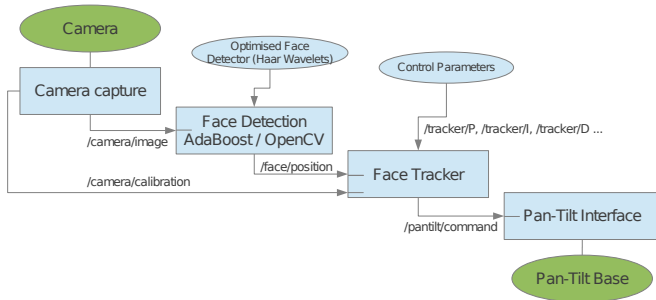 Camera
Optimised Face
Detector (Haar Wavelets)
Control Parameters
Camera capture
Face Detection
AdaBoost / OpenCV
/tracker/P, /tracker/I, /tracker/D ...
/camera/image
/face/position
Face Tracker
/camera/calibration
Pan-Tilt Interface
/pantilt/command
Pan-Tilt Base